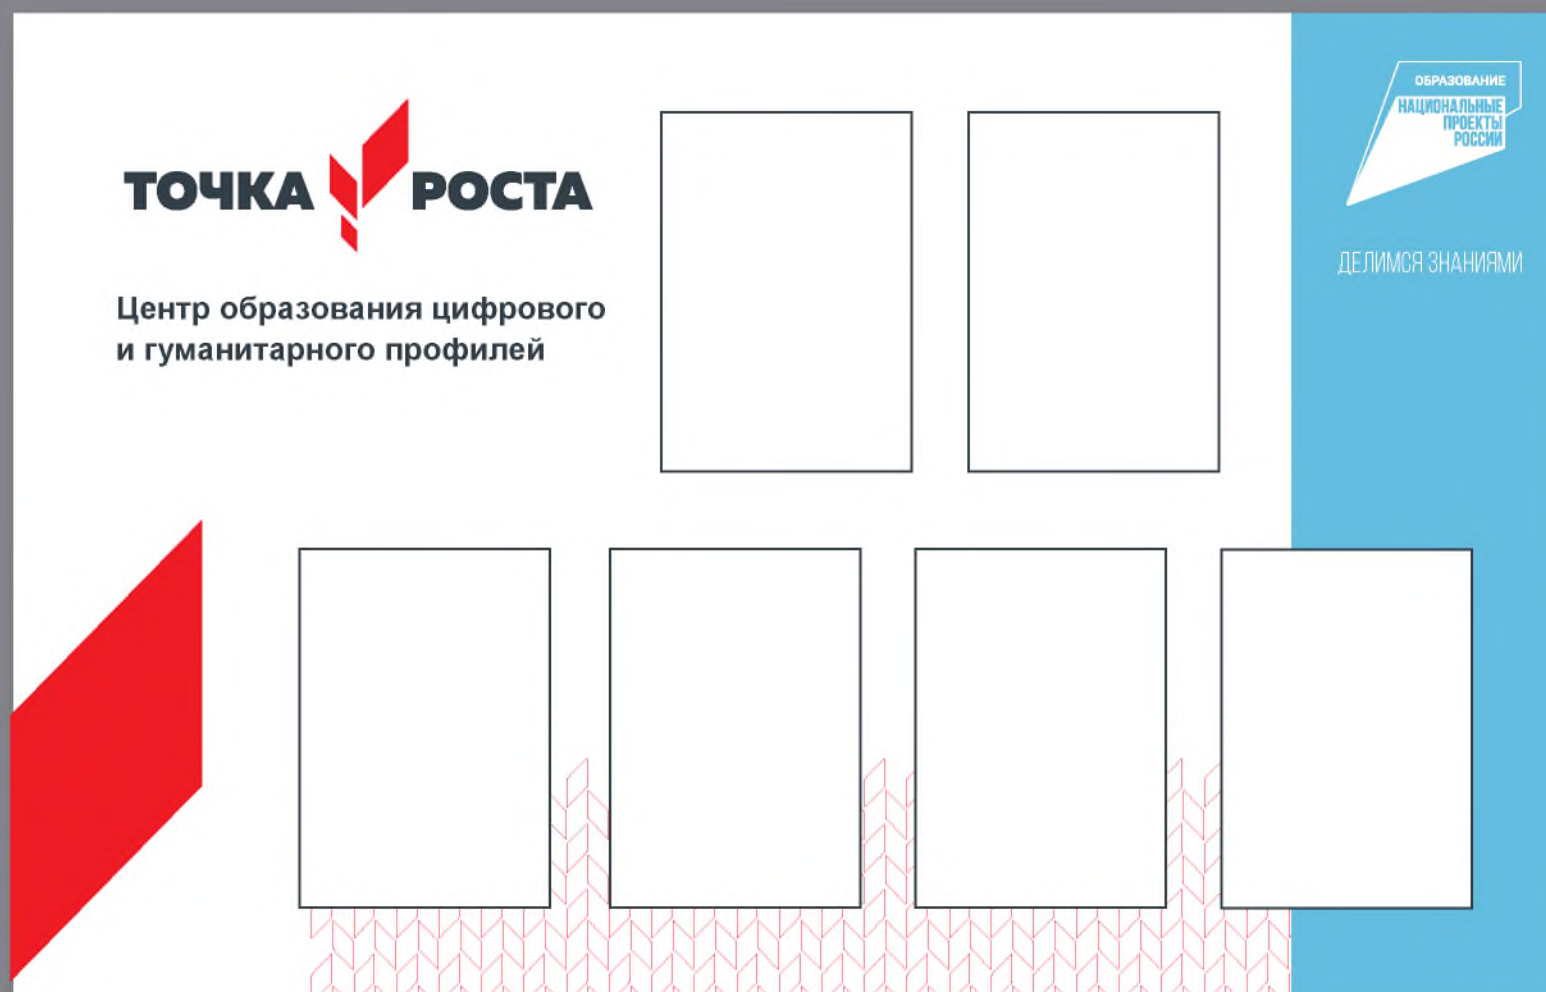 ТОЧКА РОСТА
Центр образования цифрового
и гуманитарного профилей
ОБРАЗОВАНИЕ
НАЦИОНАЛЬНЫЕ
ПРОЕКТЫ
РОССИИ
ДЕЛИМСЯ ЗНАНИЯМИ